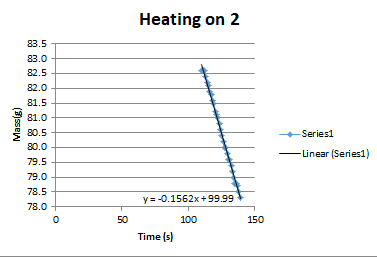 Heating on 2
83.5
83.0
82.5
82.0
81.5
81.0
80.5
80.0
79.5
79.0
78.5
78.0
Mass(g)
y = -0.1562x + 99.99
0 50 100 150
Time (s)
Series1
Linear (Series1)